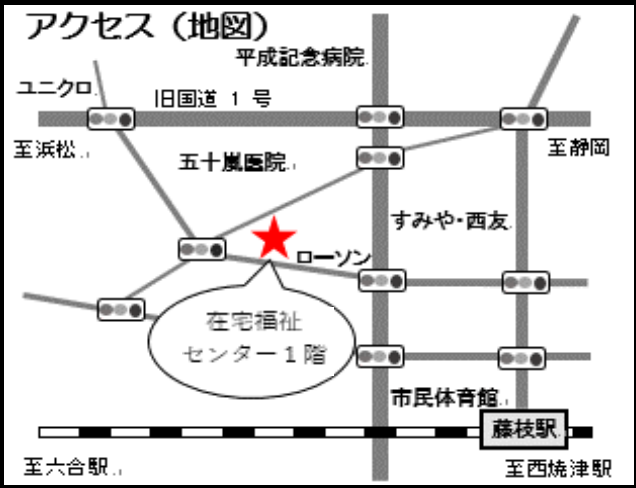 アクセス（地図）
平成記念病院
ユニクロ
旧国道 1 号
至浜松
五十嵐医院
至静岡
すみや・西友
ローソン
在宅福祉
センター１階
市民体育館
藤枝駅
至六合駅
至西焼津駅